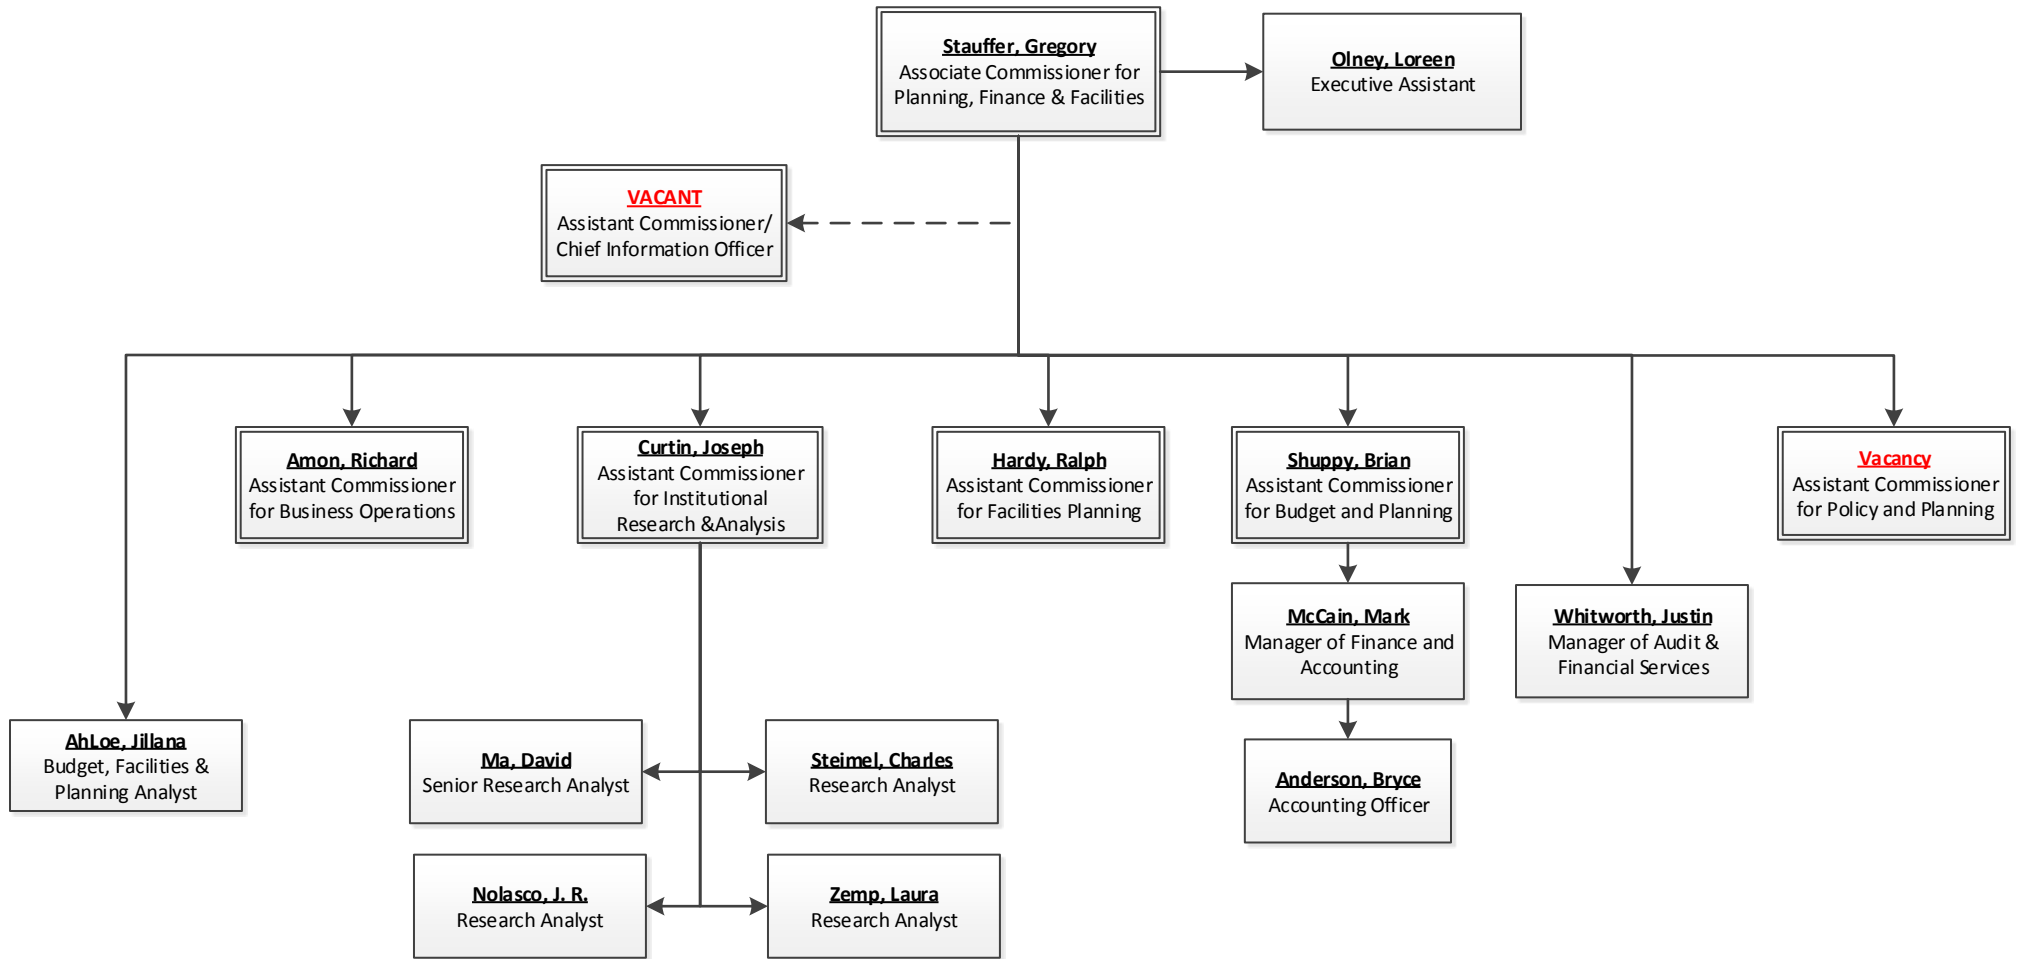 Stauffer, Gregory
Associate Commissioner for
Planning, Finance & Facilities
Olney, Loreen
Executive Assistant
VACANT
Assistant Commissioner/
Chief Information Officer
Amon, Richard
Assistant Commissioner
for Business Operations
Curtin, Joseph
Assistant Commissioner
for Institutional
Research &Analysis
Hardy, Ralph
Assistant Commissioner
for Facilities Planning
Shuppy, Brian
Assistant Commissioner
for Budget and Planning
Vacancy
Assistant Commissioner
for Policy and Planning
McCain, Mark
Manager of Finance and
Accounting
Whitworth, Justin
Manager of Audit &
Financial Services
AhLoe, Jillana
Budget, Facilities &
Planning Analyst
Ma, David
Senior Research Analyst
Steimel, Charles
Research Analyst
Anderson, Bryce
Accounting Officer
Nolasco, J. R.
Research Analyst
Zemp, Laura
Research Analyst